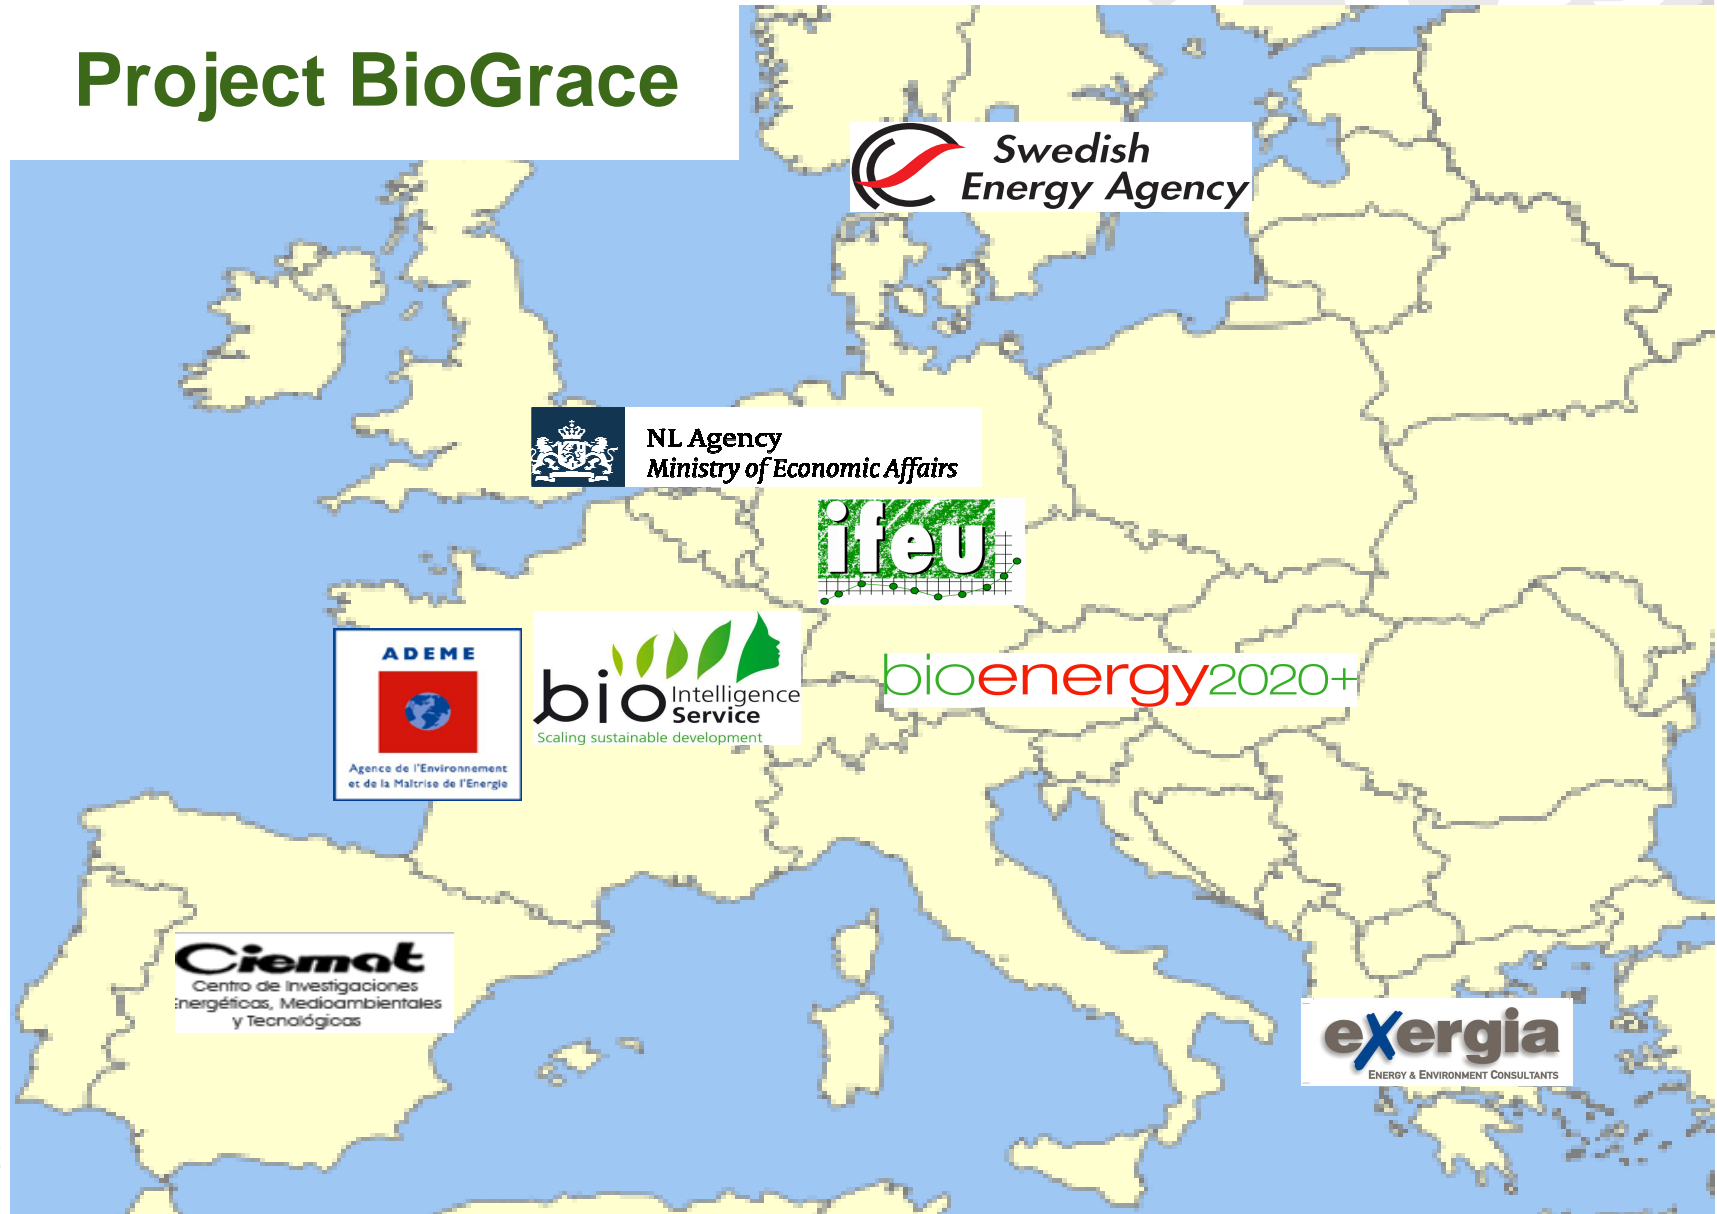 Project BioGrace
Swedish
Energy Agency
NL Agency
Ministry of Economic Affairs
ifeu
ADEME
Agence de l'Environnement
et de la Maîtrise de l'Energie
bio Intelligence
Service
Scaling sustainable development
bioenergy2020+
Ciemat
Centro de Investigaciones
Energéticas, Medioambientales
y Tecnológicas
eXergia
ENERGY & ENVIRONMENT CONSULTANTS